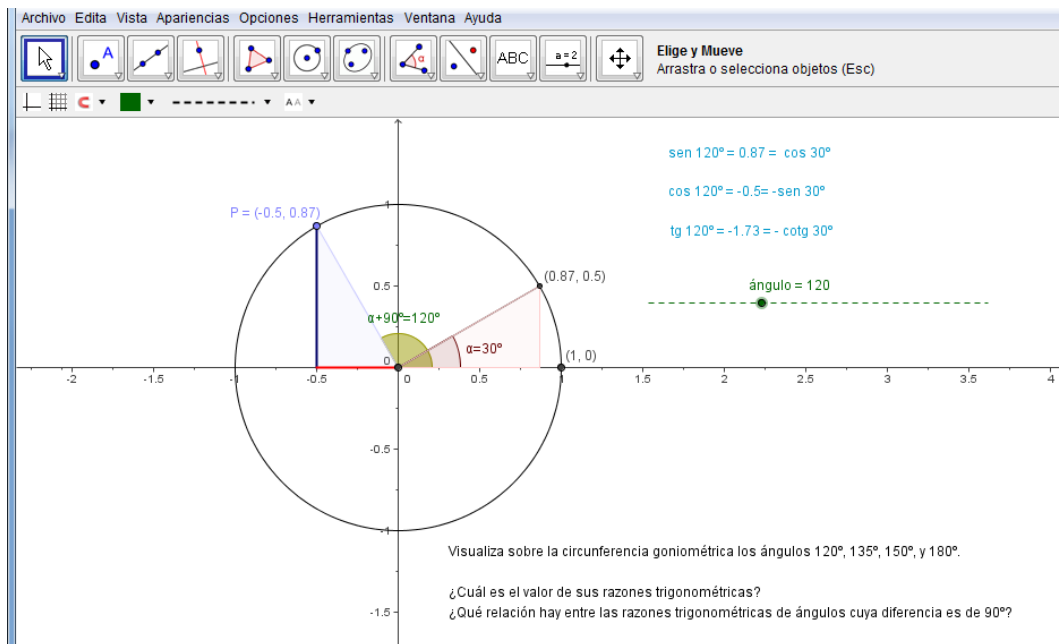 Archivo Edita Vista Apariencias Opciones Herramientas Ventana Ayuda
A
α
ABC
a = 2
Elige y Mueve
Arrastra o selecciona objetos (Esc)
A A
sen 120º = 0.87 = cos 30º
cos 120º = -0.5= -sen 30º
tg 120º = -1.73 = - cotg 30º
ángulo = 120
P = (-0.5, 0.87)
1
0.5
(0.87, 0.5)
α+90º=120º
α=30º
(1, 0)
0
-2 -1.5 -1 -0.5 0 0.5 1 1.5 2 2.5 3 3.5 4
-0.5
-1
-1.5
Visualiza sobre la circunferencia goniométrica los ángulos 120º, 135º, 150º, y 180º.
¿Cuál es el valor de sus razones trigonométricas?
¿Qué relación hay entre las razones trigonométricas de ángulos cuya diferencia es de 90º?